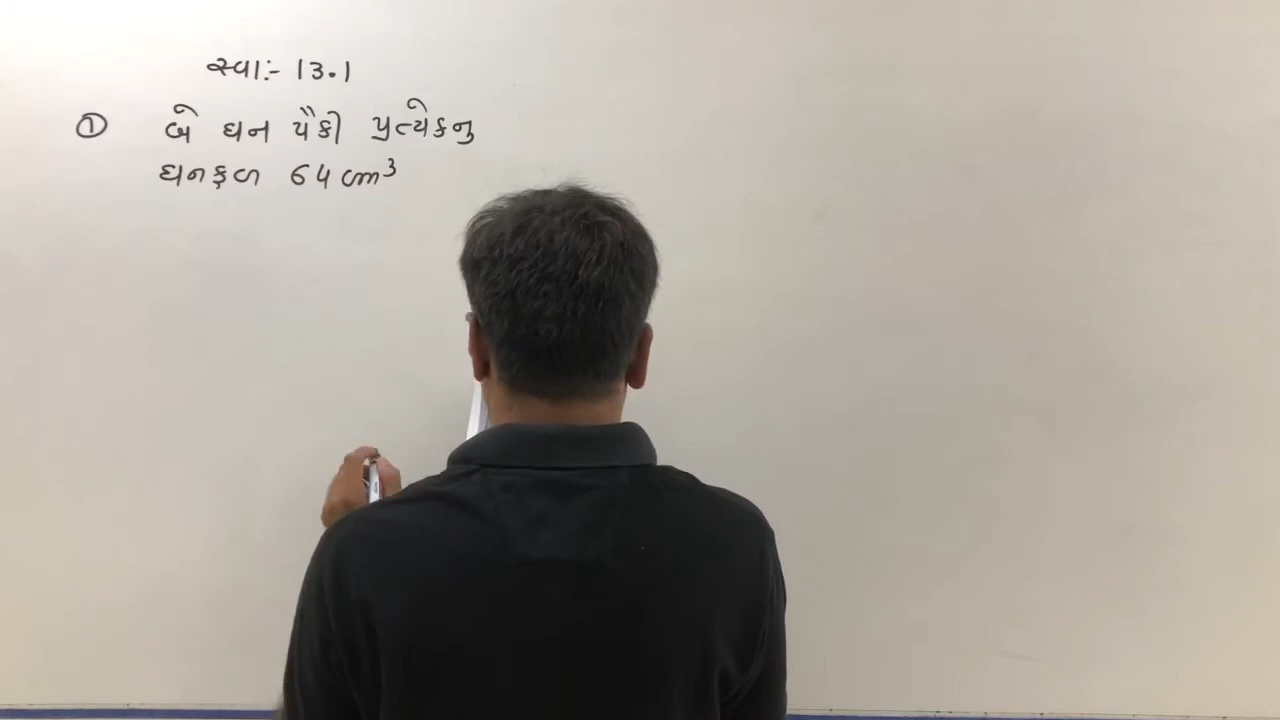 સ્વા:- 13.1
① બે ઘન પૈકી પ્રત્યેકનુ
ઘનફળ 64 cm³